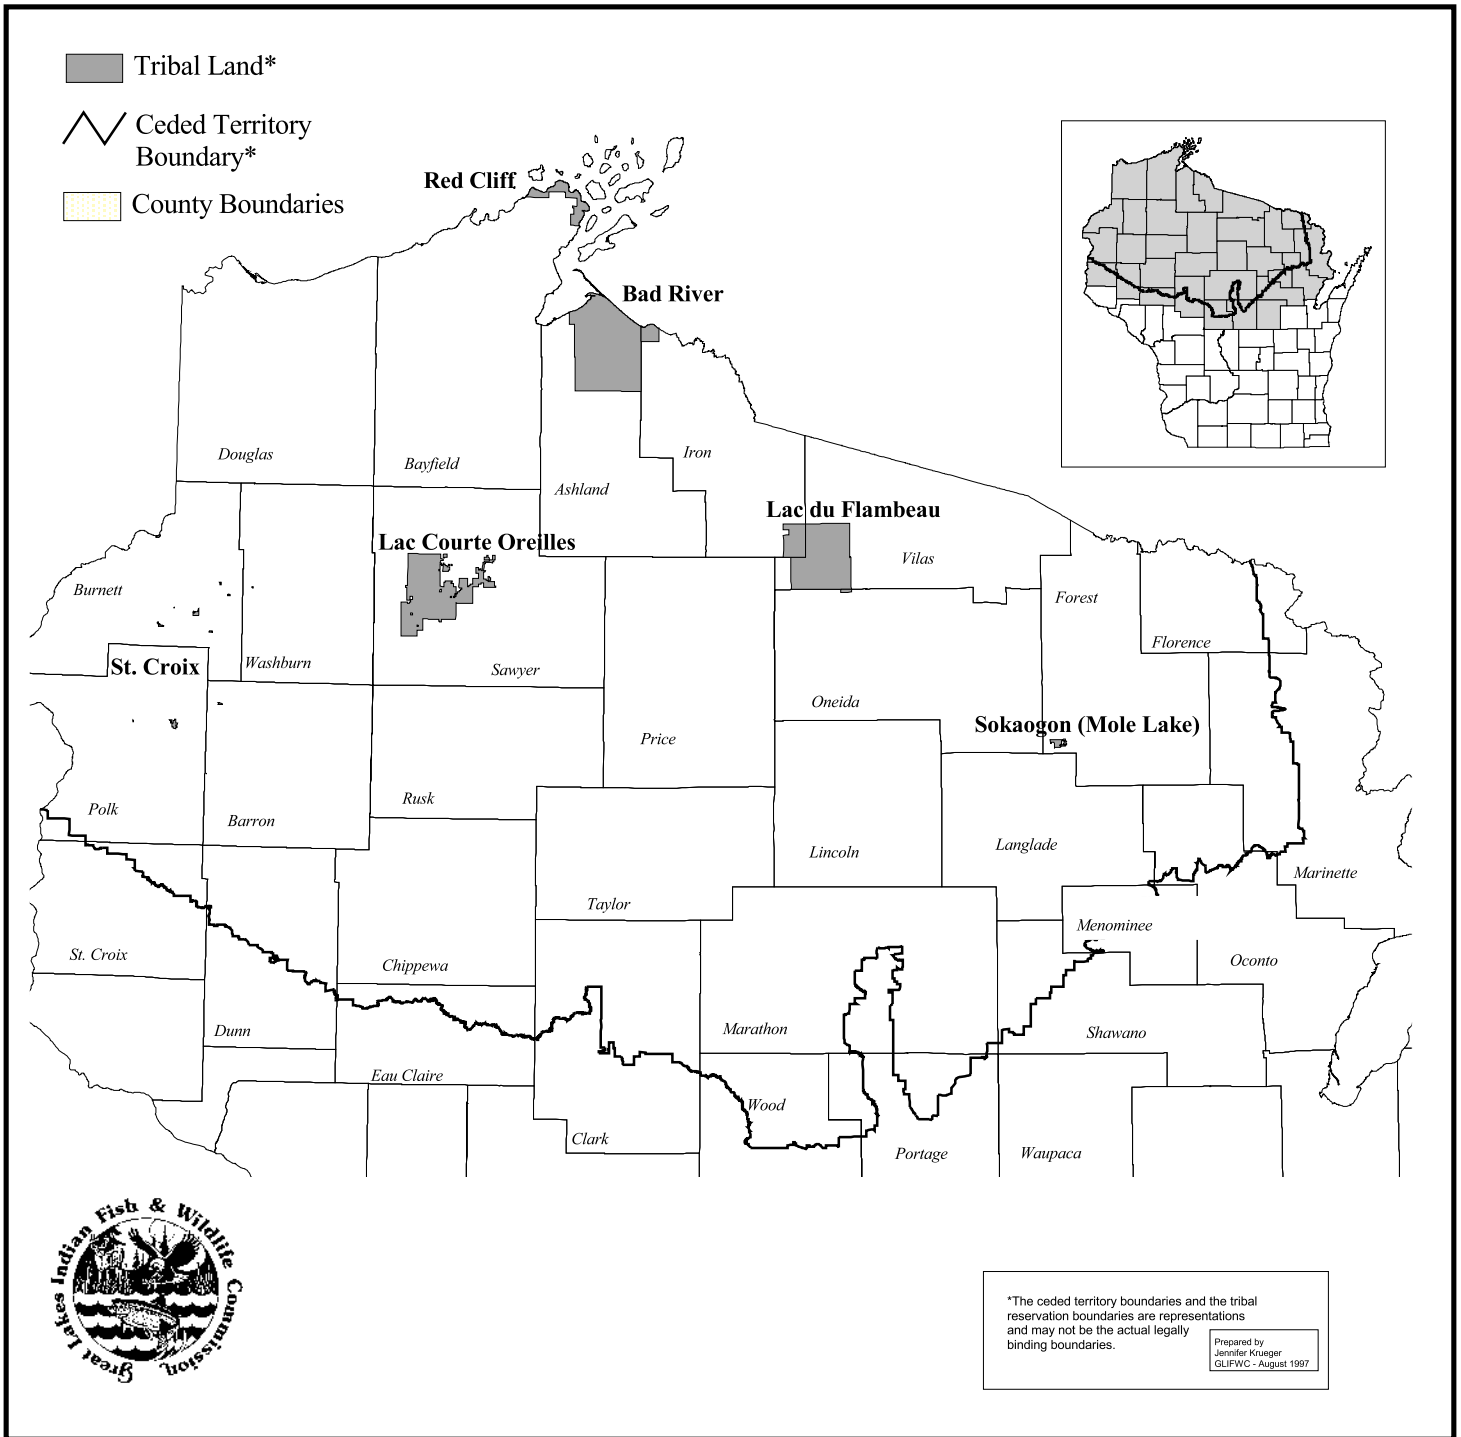 Tribal Land*
Ceded Territory
Boundary*
County Boundaries
Red Cliff
Bad River
Douglas
Bayfield
Iron
Ashland
Lac du Flambeau
Lac Courte Oreilles
Vilas
Burnett
Forest
Florence
St. Croix
Washburn
Sawyer
Oneida
Sokaogon (Mole Lake)
Price
Polk
Rusk
Barron
Lincoln
Langlade
Marinette
Taylor
Menominee
St. Croix
Chippewa
Oconto
Dunn
Marathon
Shawano
Eau Claire
Wood
Clark
Portage
Waupaca
Great Lakes Indian Fish & Wildlife Commission
*The ceded territory boundaries and the tribal
reservation boundaries are representations
and may not be the actual legally
binding boundaries.
Prepared by
Jennifer Krueger
GLIFWC - August 1997